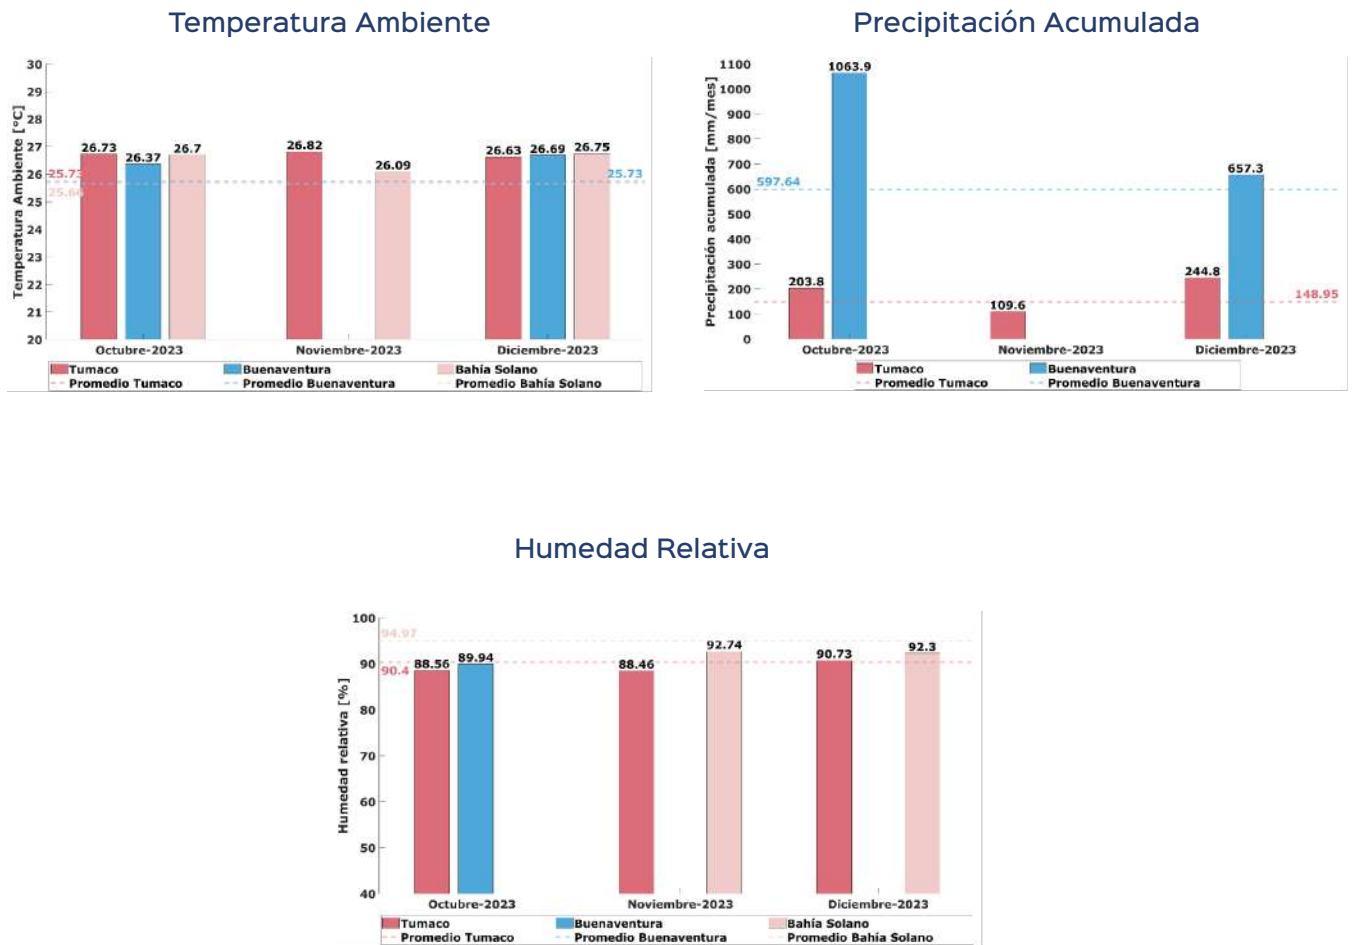 Temperatura Ambiente
30
29
28
27
26
25
24
23
22
21
20
Temperatura Ambiente [°C]
26.73
26.37
26.7
26.82
26.09
26.63
26.69
26.75
25.73
25.73
Octubre-2023
Noviembre-2023
Diciembre-2023
Tumaco
Buenaventura
Bahía Solano
Promedio Tumaco
Promedio Buenaventura
Promedio Bahía Solano
Precipitación Acumulada
1100
1000
900
800
700
600
500
400
300
200
100
0
Precipitación acumulada [mm/mes]
1063.9
203.8
109.6
244.8
657.3
597.64
148.95
Octubre-2023
Noviembre-2023
Diciembre-2023
Tumaco
Buenaventura
Promedio Tumaco
Promedio Buenaventura
Humedad Relativa
100
90
80
70
60
50
40
Humedad relativa [%]
94.97
90.4
88.56
89.94
88.46
92.74
90.73
92.3
Octubre-2023
Noviembre-2023
Diciembre-2023
Tumaco
Buenaventura
Bahía Solano
Promedio Tumaco
Promedio Buenaventura
Promedio Bahía Solano